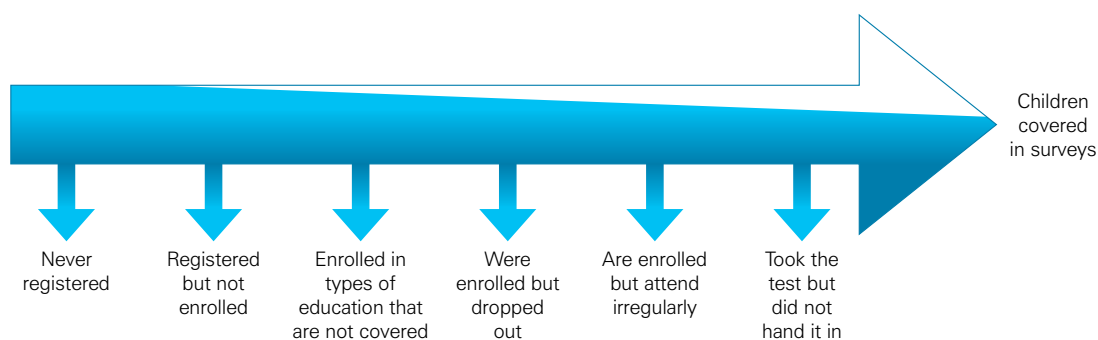 Children
covered
in surveys
Never
registered
Registered
but not
enrolled
Enrolled in
types of
education that
are not covered
Were
enrolled but
dropped
out
Are enrolled
but attend
irregularly
Took the
test but
did not
hand it in